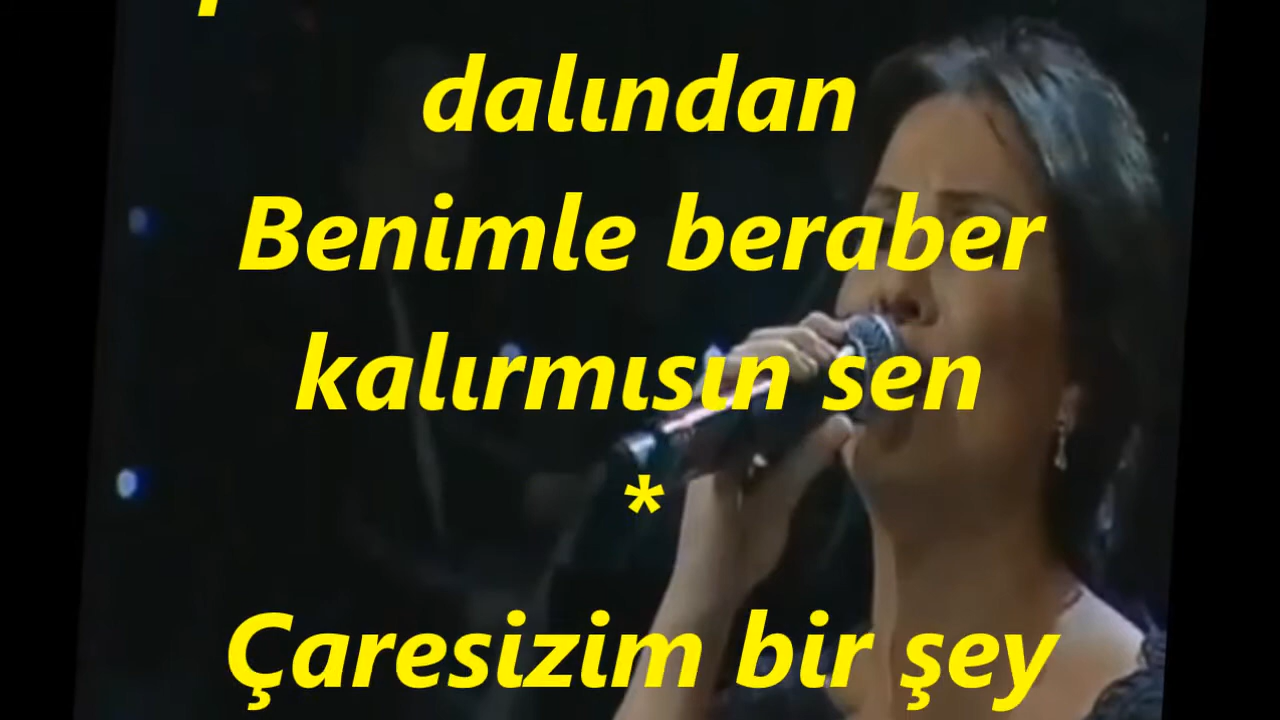 dalından
Benimle beraber
kalırmısın sen
*
Çaresizim bir şey